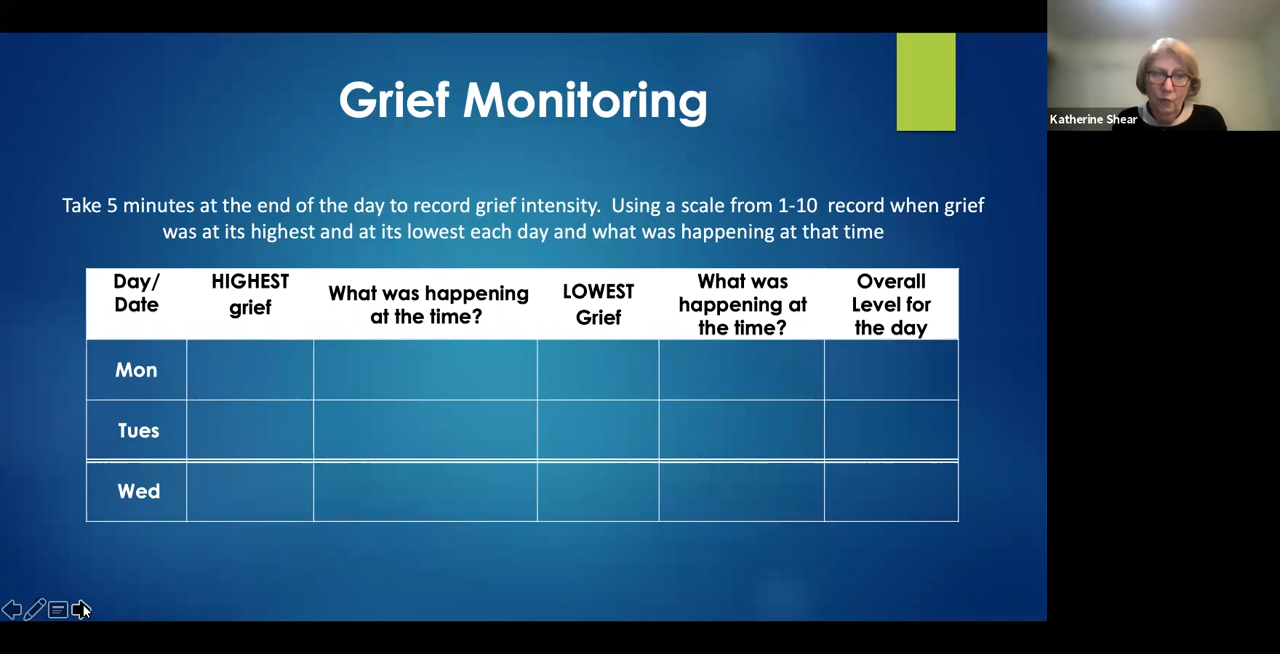 Grief Monitoring
Katherine Shear
Take 5 minutes at the end of the day to record grief intensity.  Using a scale from 1-10  record when grief
was at its highest and at its lowest each day and what was happening at that time
Day/
Date
HIGHEST
grief
What was happening
at the time?
LOWEST
Grief
What was
happening at
the time?
Overall
Level for
the day
Mon
Tues
Wed